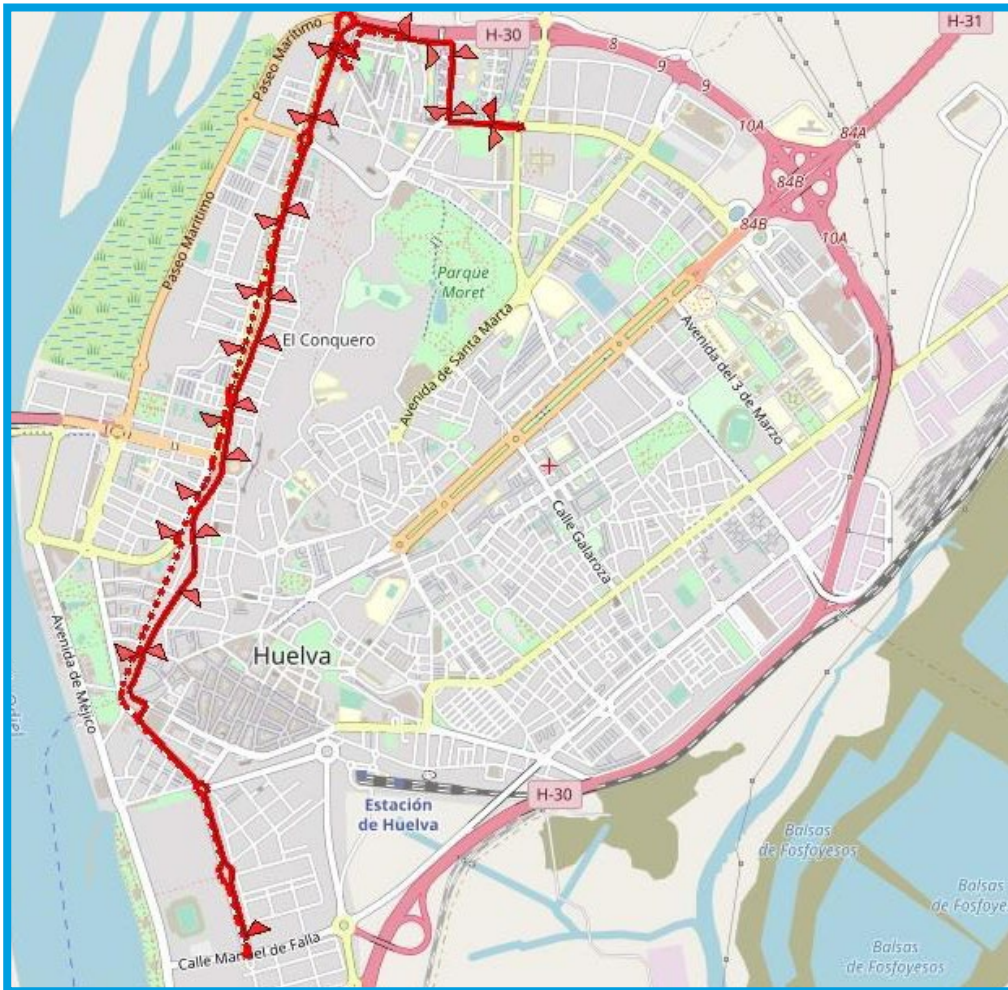 H-31
H-30
8
9
9
Paseo Marítimo
10A
84A
84B
84B
10A
Paseo Marítimo
Parque
Moret
El Conquero
Avenida de Santa Marta
Avenida del 3 de Marzo
Calle Galaroza
Huelva
Avenida de Méjico
H-30
Estación
de Huelva
Balsas
de Fosfoyesos
Balsas
de Fosfoye
Calle Manuel de Falla
Balsas
de Fosfoyesos